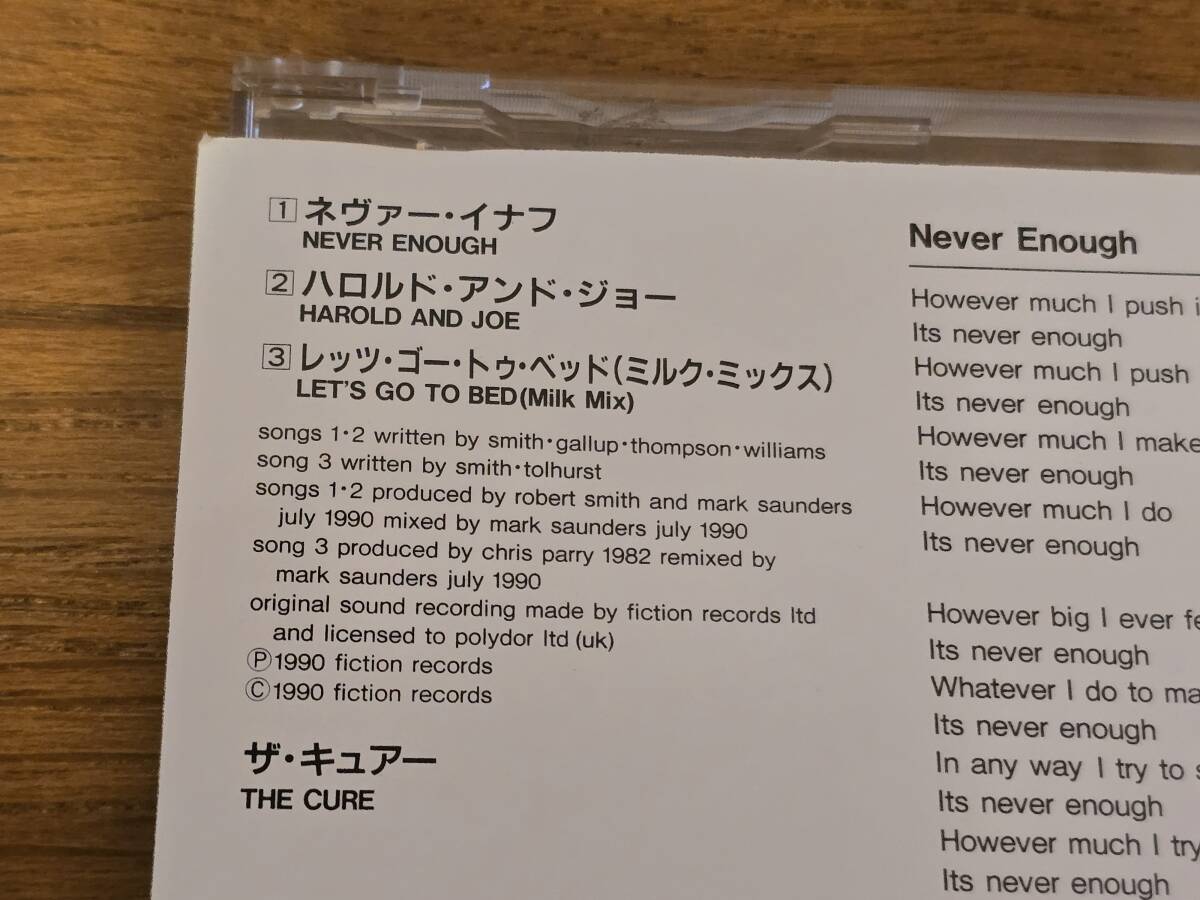 1 ネヴァー・イナフ
NEVER ENOUGH
2 ハロルド・アンド・ジョー
HAROLD AND JOE
3 レッツ・ゴー・トゥ・ベッド(ミルク・ミックス)
LET'S GO TO BED(Milk Mix)
songs 1・2 written by smith・gallup・thompson・williams
song 3 written by smith・tolhurst
songs 1・2 produced by robert smith and mark saunders
july 1990 mixed by mark saunders july 1990
song 3 produced by chris parry 1982 remixed by
mark saunders july 1990
original sound recording made by fiction records ltd
and licensed to polydor ltd (uk)
Ⓟ1990 fiction records
Ⓒ1990 fiction records
ザ・キュアー
THE CURE
Never Enough
However much I push
Its never enough
However much I push
Its never enough
However much I make
Its never enough
However much I do
Its never enough
However big I ever
Its never enough
Whatever I do to
Its never enough
In any way I try to
Its never enough
However much I try
Its never enough